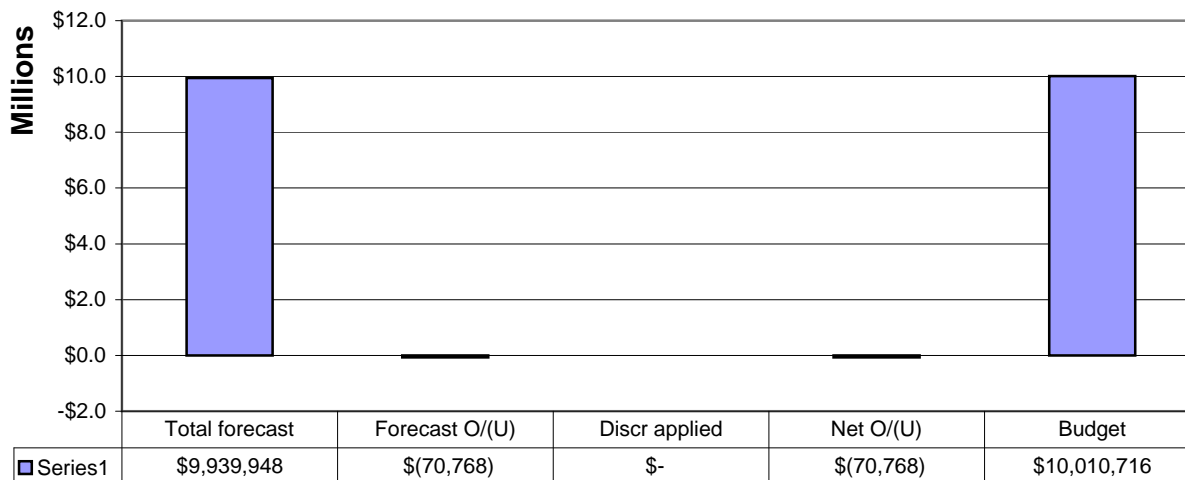 Millions
$12.0
$10.0
$8.0
$6.0
$4.0
$2.0
$0.0
-$2.0
Total forecast Forecast O/(U) Discr applied Net O/(U) Budget
Series1 $9,939,948 $(70,768) $- $(70,768) $10,010,716